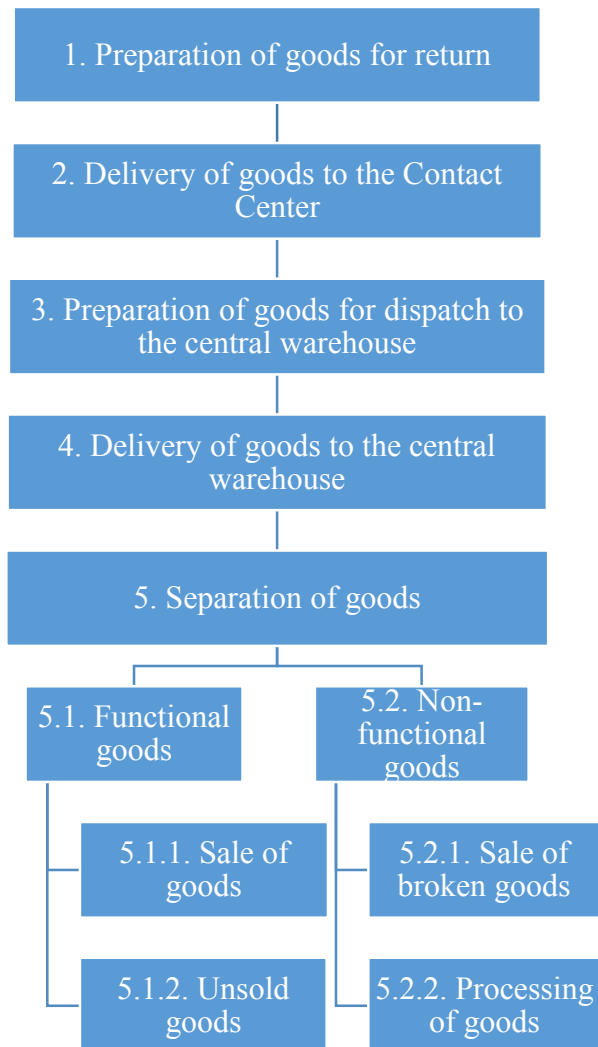 1. Preparation of goods for return
2. Delivery of goods to the Contact
Center
3. Preparation of goods for dispatch to
the central warehouse
4. Delivery of goods to the central
warehouse
5. Separation of goods
5.1. Functional
goods
5.2. Non-
functional
goods
5.1.1. Sale of
goods
5.2.1. Sale of
broken goods
5.1.2. Unsold
goods
5.2.2. Processing
of goods